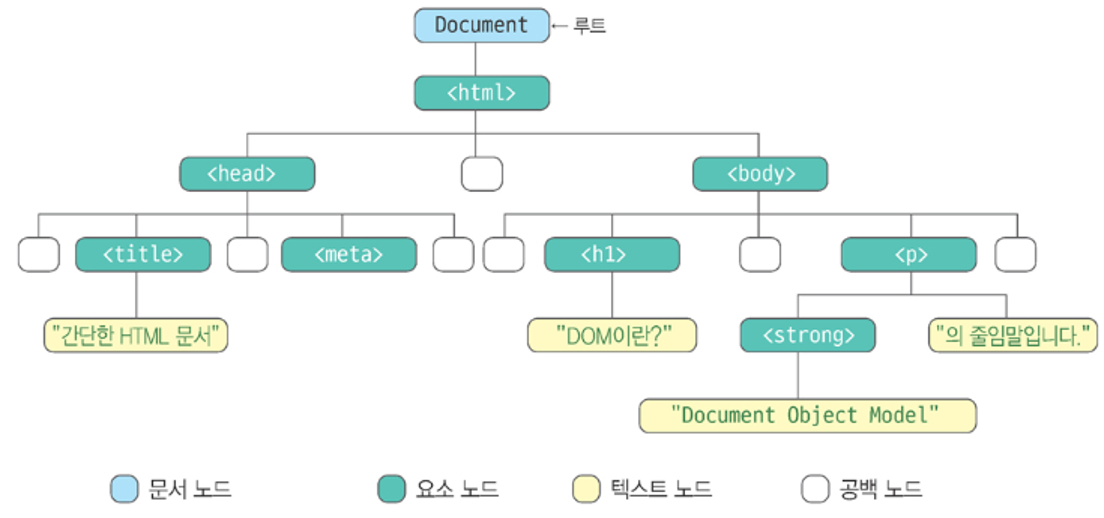 Document ← 루트
<html>
<head> <body>
<title> <meta> <h1> <p>
"간단한 HTML 문서" "DOM이란?" <strong> "의 줄임말입니다."
"Document Object Model"
문서 노드 요소 노드 텍스트 노드 공백 노드